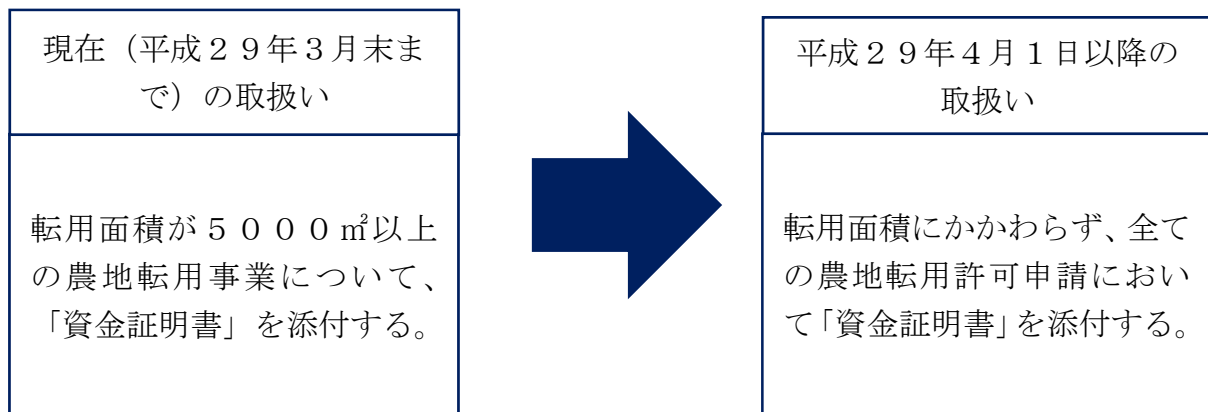 現在（平成２９年３月末ま
で）の取扱い
転用面積が５０００㎡以上
の農地転用事業について、
「資金証明書」を添付する。
平成２９年４月１日以降の
取扱い
転用面積にかかわらず、全て
の農地転用許可申請におい
て「資金証明書」を添付する。